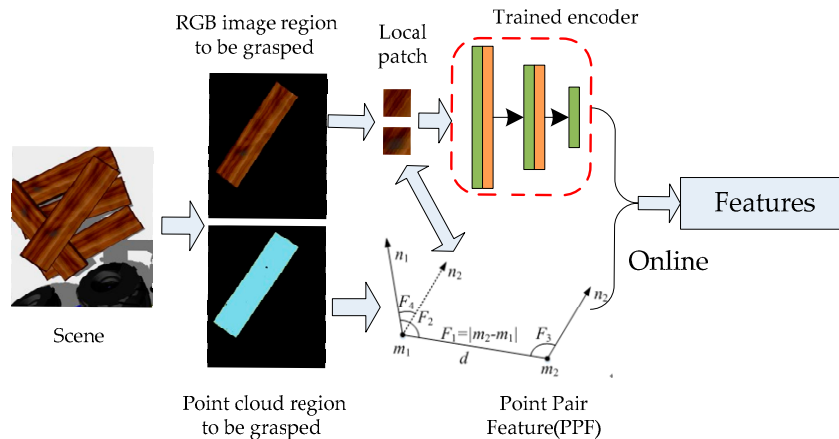 RGB image region
to be grasped
Local
patch
Trained encoder
Scene
Features
Online
n1
n2
F4
F2
F1=|m2-m1|
F3
n2
m1
d
m2
Point cloud region
to be grasped
Point Pair
Feature(PPF)